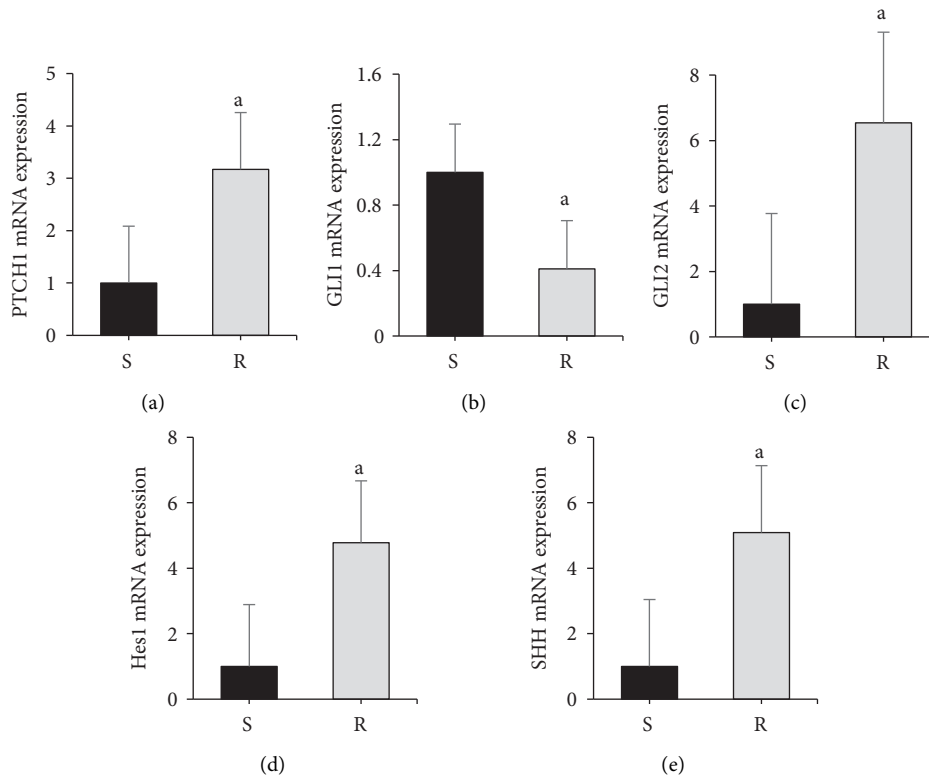 PTCH1 mRNA expression
5
4
3
2
1
0
a
S R
(a)
GLI1 mRNA expression
1.6
1.2
0.8
0.4
0
a
S R
(b)
GLI2 mRNA expression
8
6
4
2
0
a
S R
(c)
Hes1 mRNA expression
8
6
4
2
0
a
S R
(d)
SHH mRNA expression
8
6
4
2
0
a
S R
(e)